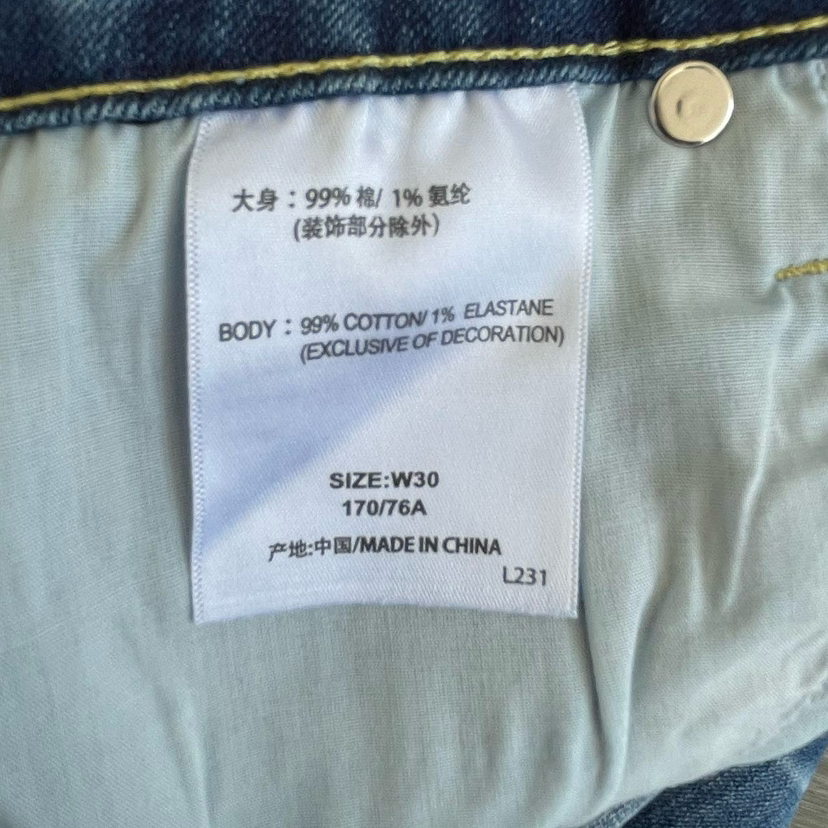 大身：99% 棉/ 1% 氨纶
(装饰部分除外)
BODY：99% COTTON/ 1% ELASTANE
(EXCLUSIVE OF DECORATION)
SIZE:W30
170/76A
产地:中国/MADE IN CHINA
L231